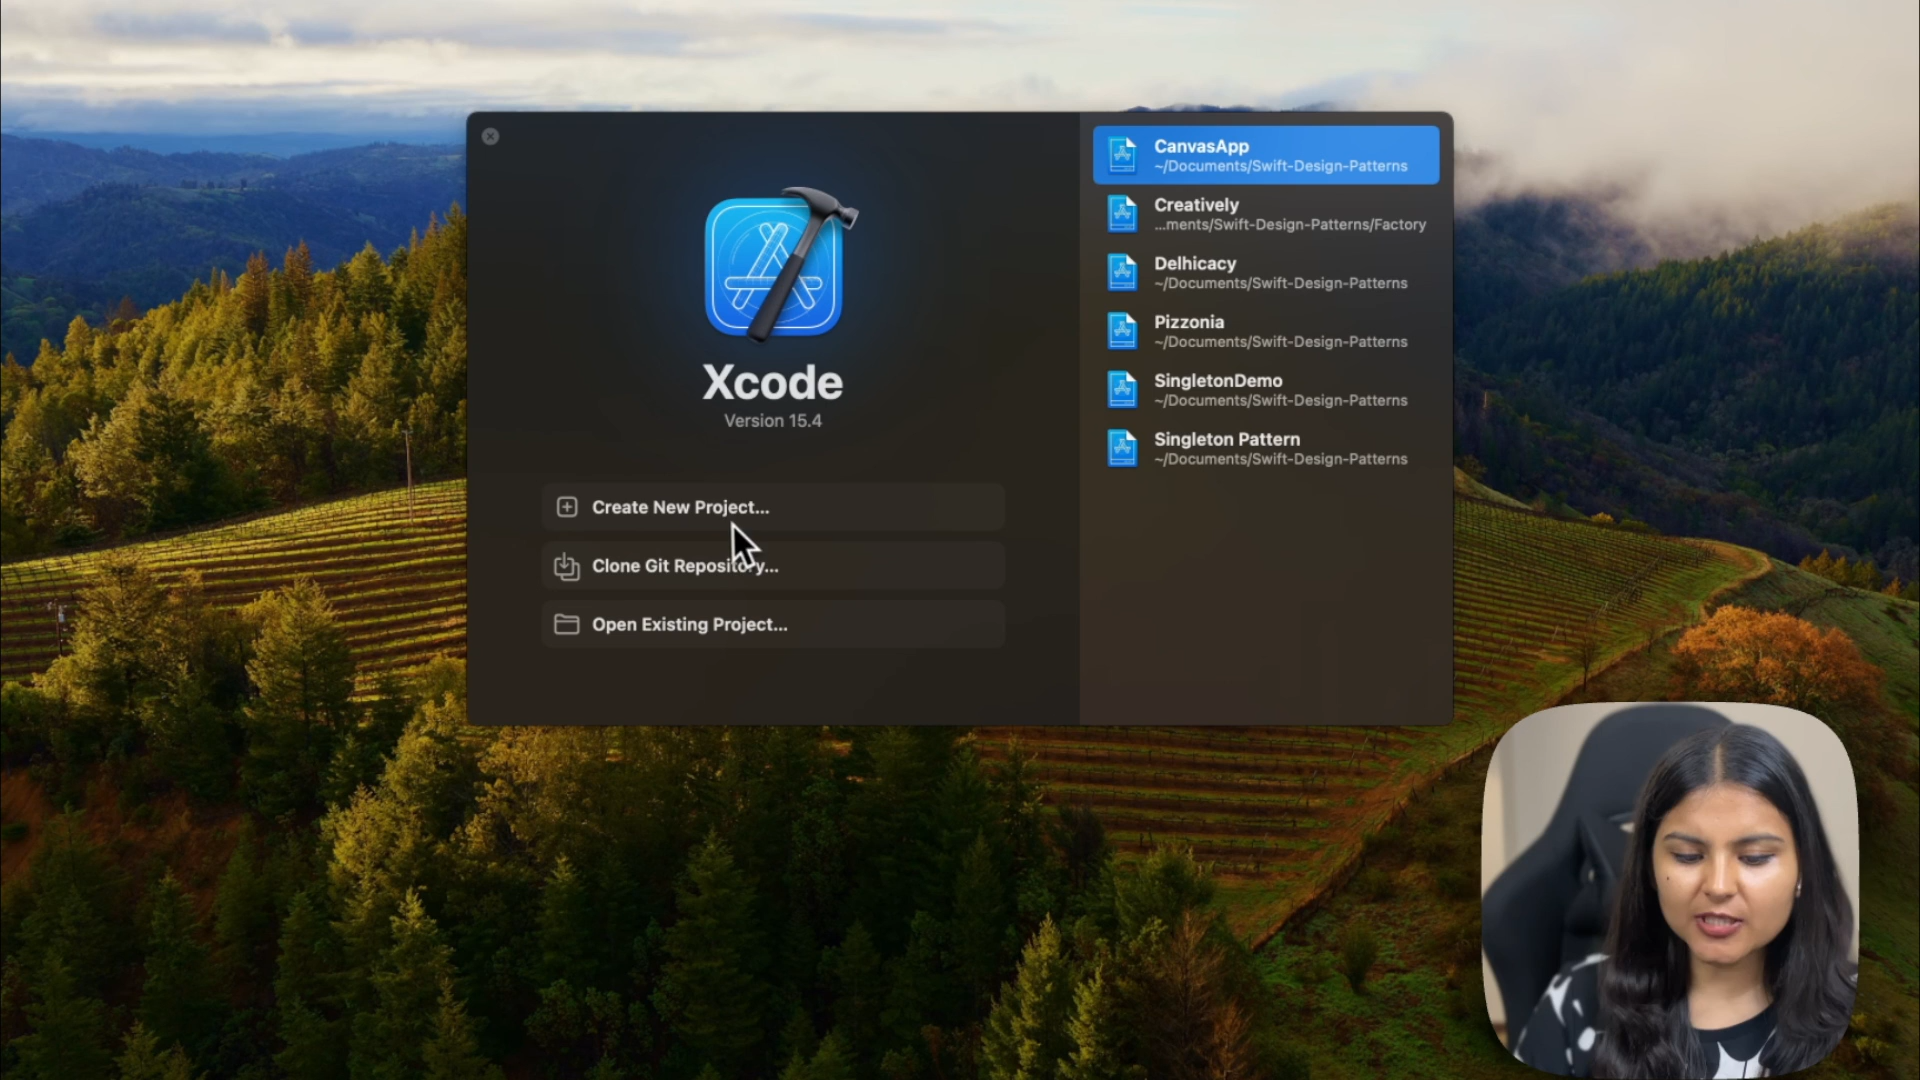 Xcode
Version 15.4
Create New Project...
Clone Git Repository...
Open Existing Project...
CanvasApp
~/Documents/Swift-Design-Patterns
Creatively
...ments/Swift-Design-Patterns/Factory
Delhicacy
~/Documents/Swift-Design-Patterns
Pizzonia
~/Documents/Swift-Design-Patterns
SingletonDemo
~/Documents/Swift-Design-Patterns
Singleton Pattern
~/Documents/Swift-Design-Patterns